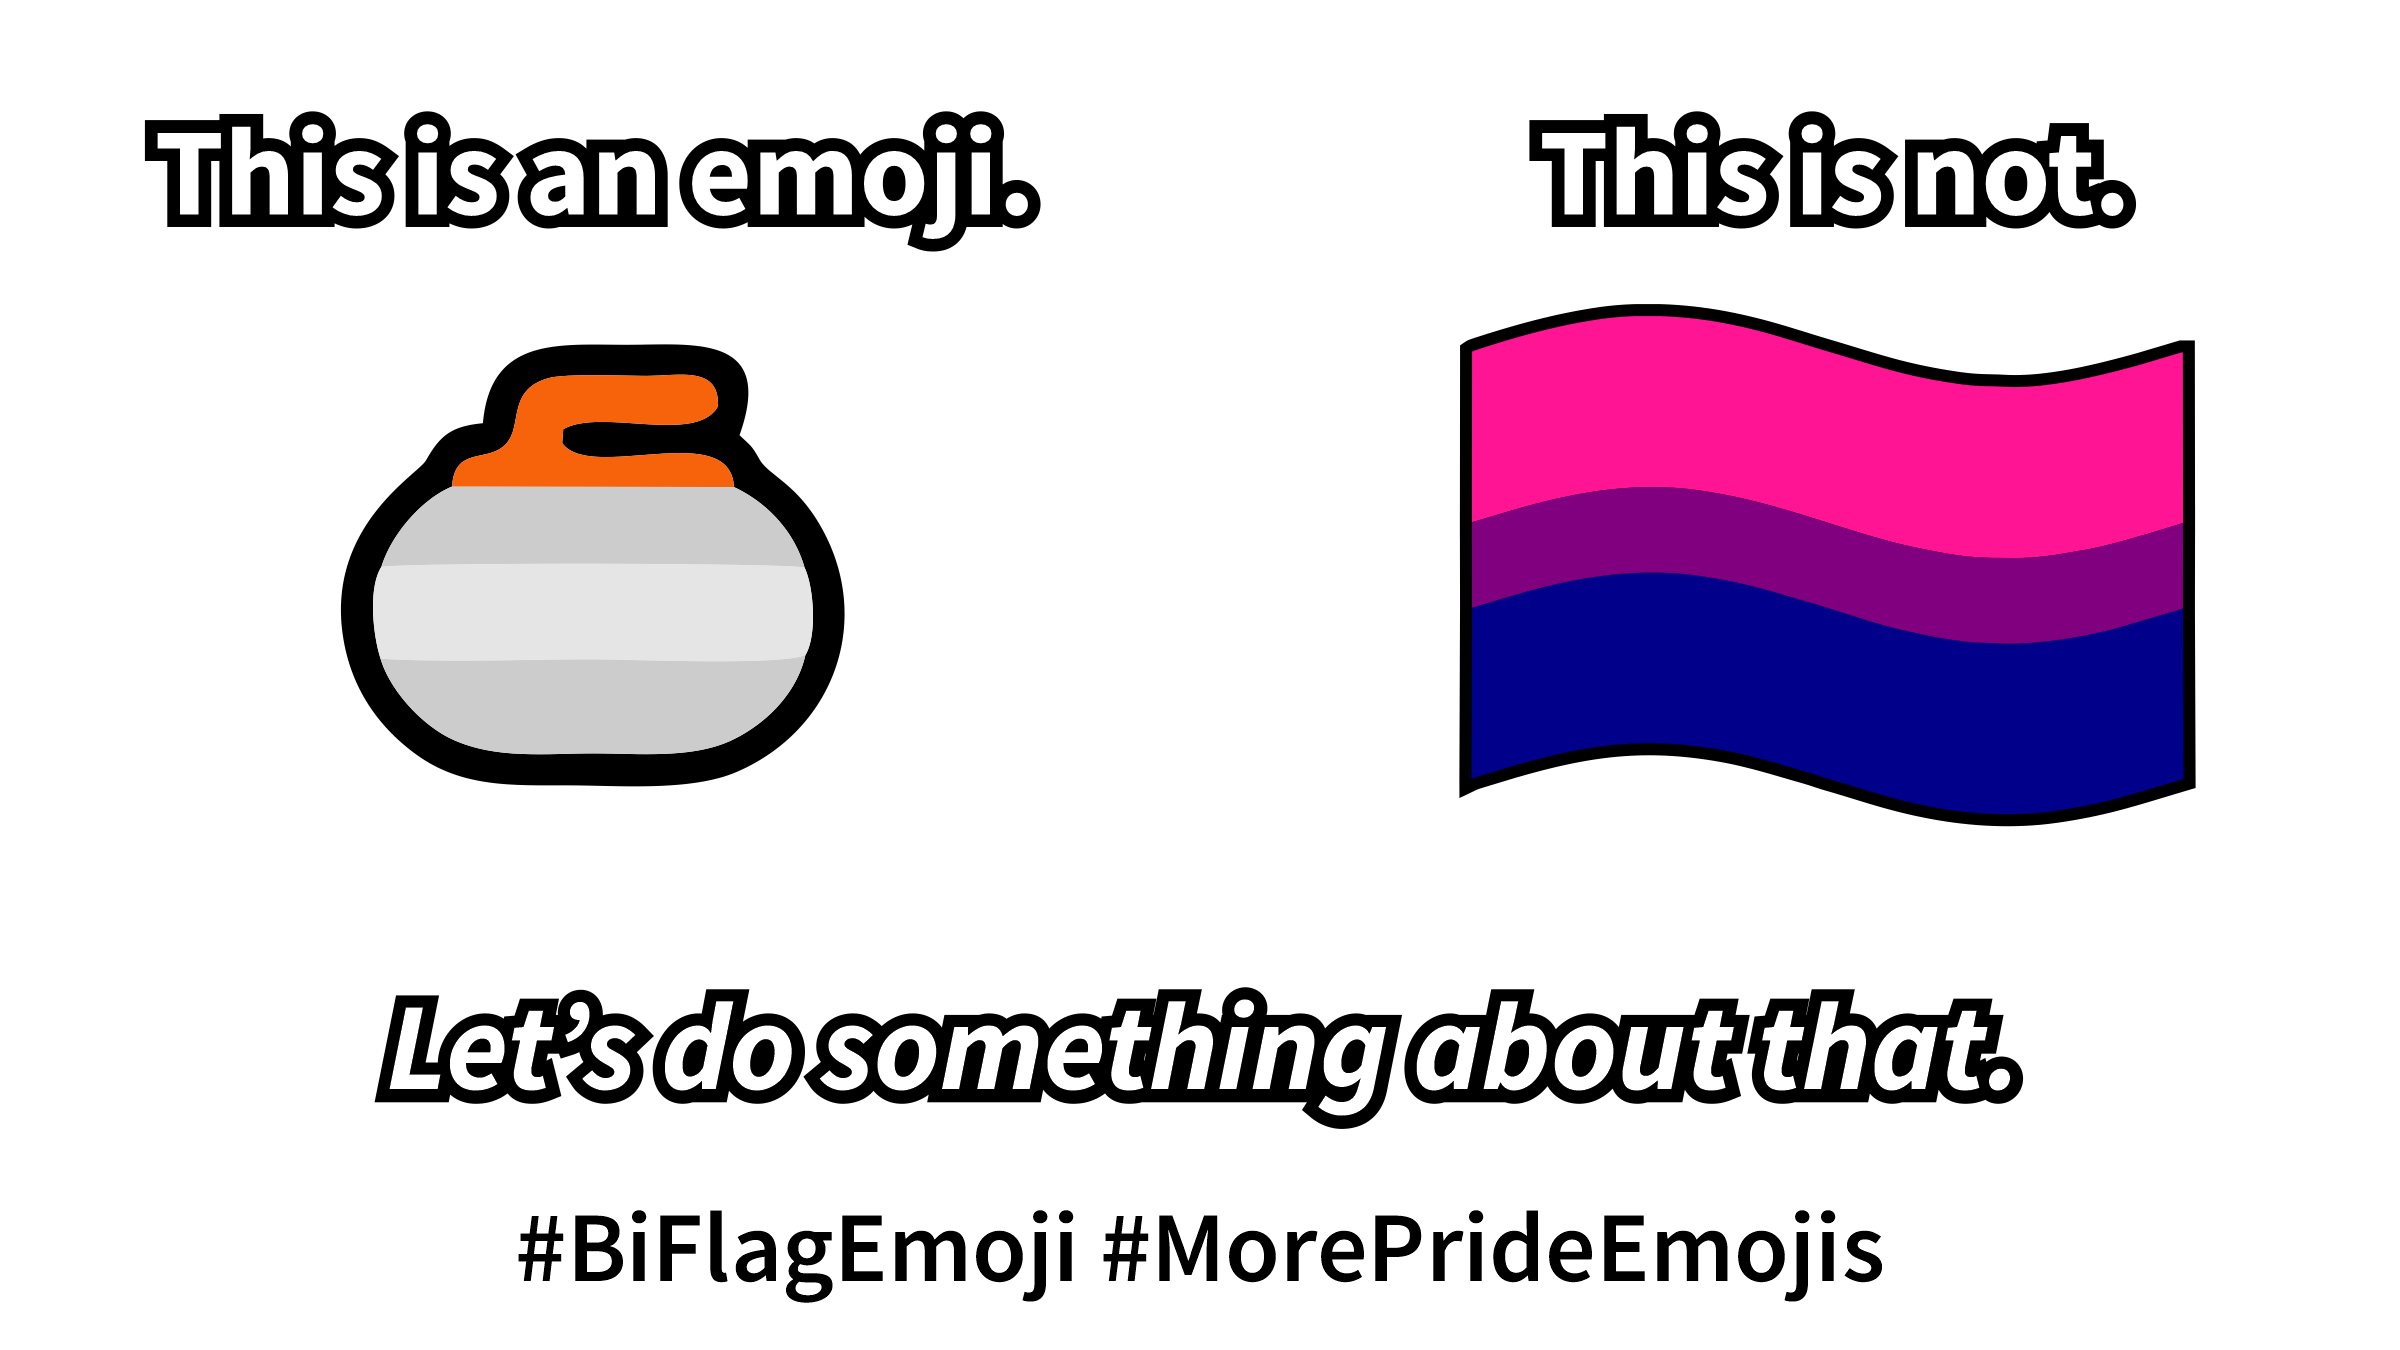 This is an emoji.
This is not.
Let’s do something about that.
#BiFlagEmoji #MorePrideEmojis